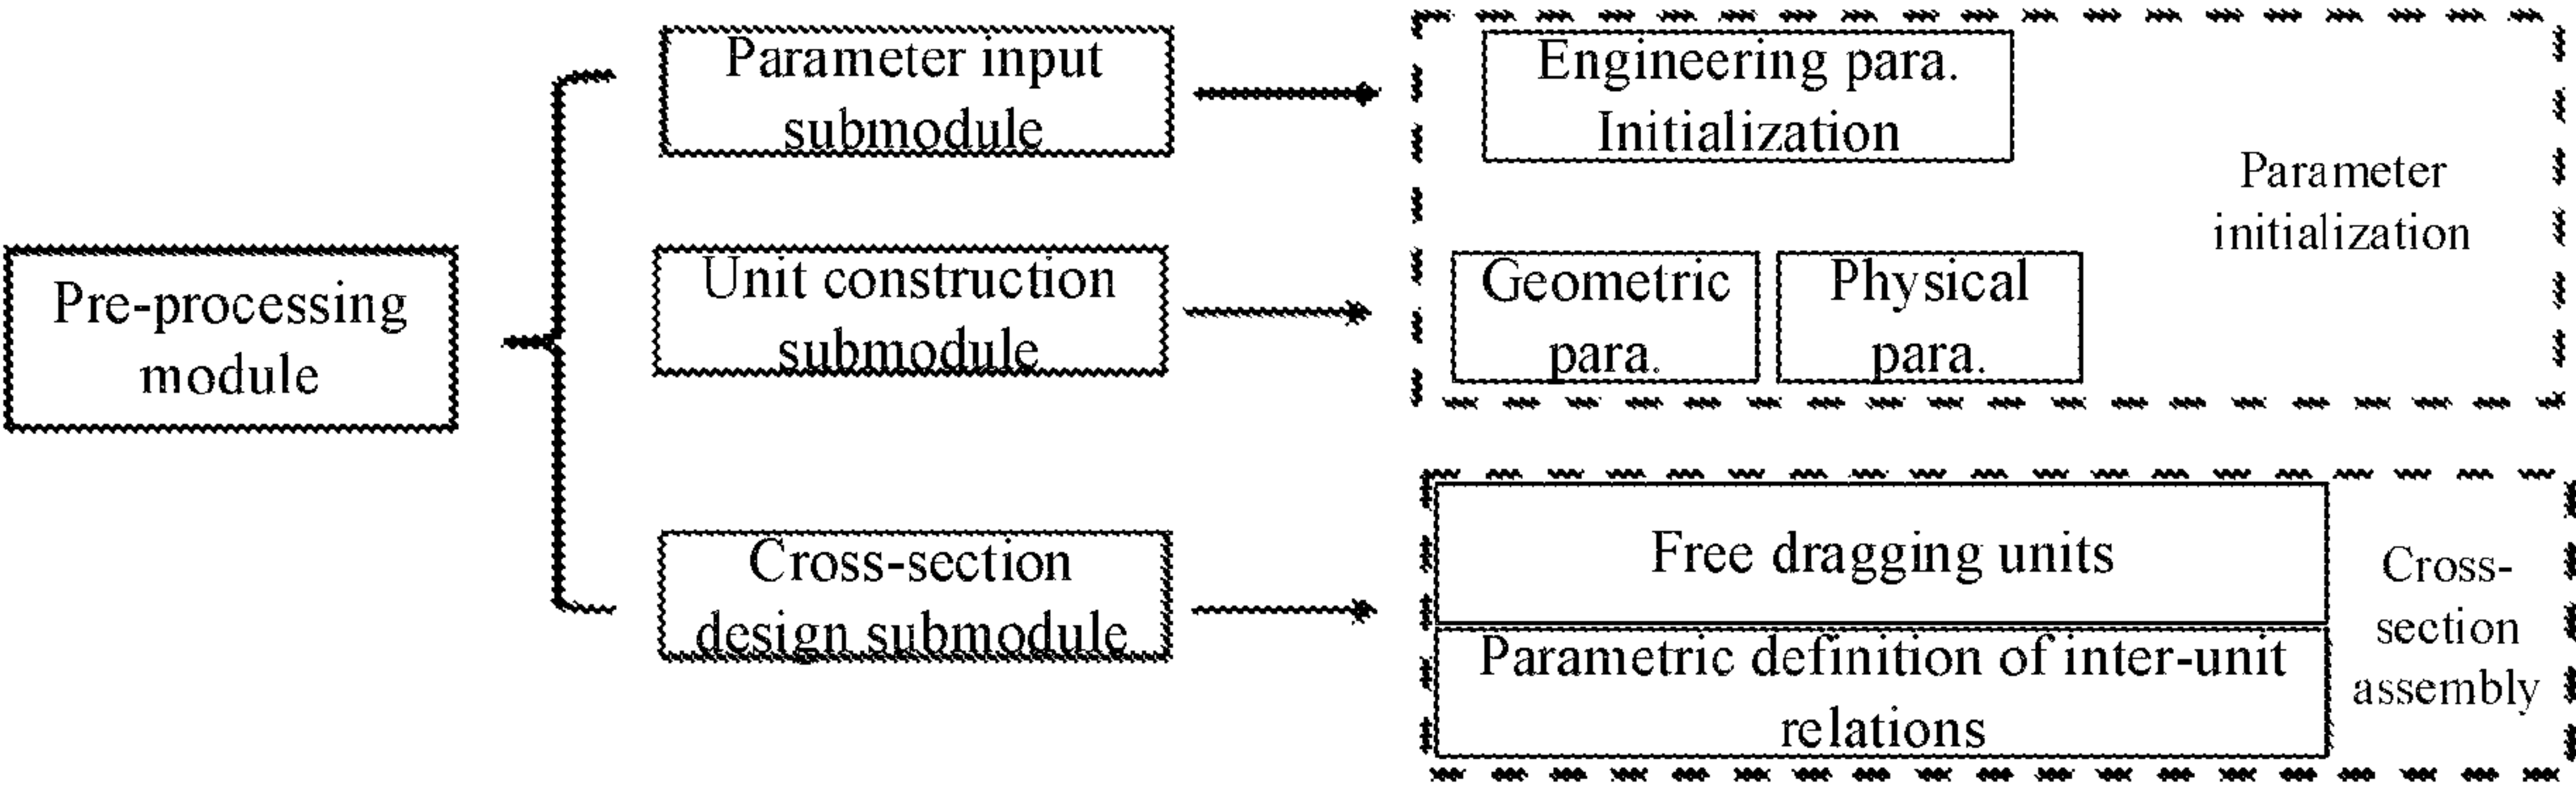 Pre-processing
module
Parameter input
submodule
Unit construction
submodule
Cross-section
design submodule
Engineering para.
Initialization
Geometric
para.
Physical
para.
Parameter
initialization
Free dragging units
Parametric definition of inter-unit
relations
Cross-
section
assembly